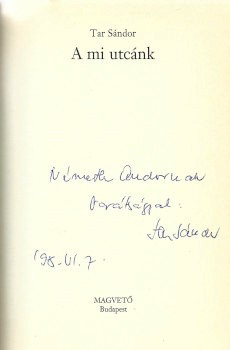 Tar Sándor
A mi utcánk
Németh Andornak
barátsággal:
Tar Sándor
'95. VI. 7.
MAGVETŐ
Budapest